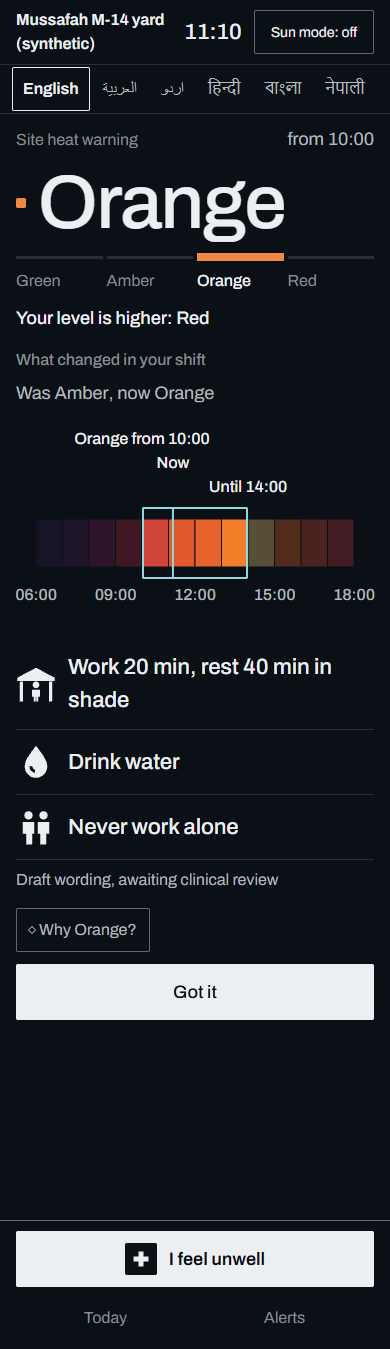 Mussafah M-14 yard
(synthetic)
11:10
Sun mode: off
English
العربية
اردو
हिन्दी
বাংলা
नेपाली
Site heat warning
from 10:00
Orange
Green
Amber
Orange
Red
Your level is higher: Red
What changed in your shift
Was Amber, now Orange
Orange from 10:00
Now
Until 14:00
06:00
09:00
12:00
15:00
18:00
Work 20 min, rest 40 min in
shade
Drink water
Never work alone
Draft wording, awaiting clinical review
Why Orange?
Got it
I feel unwell
Today
Alerts